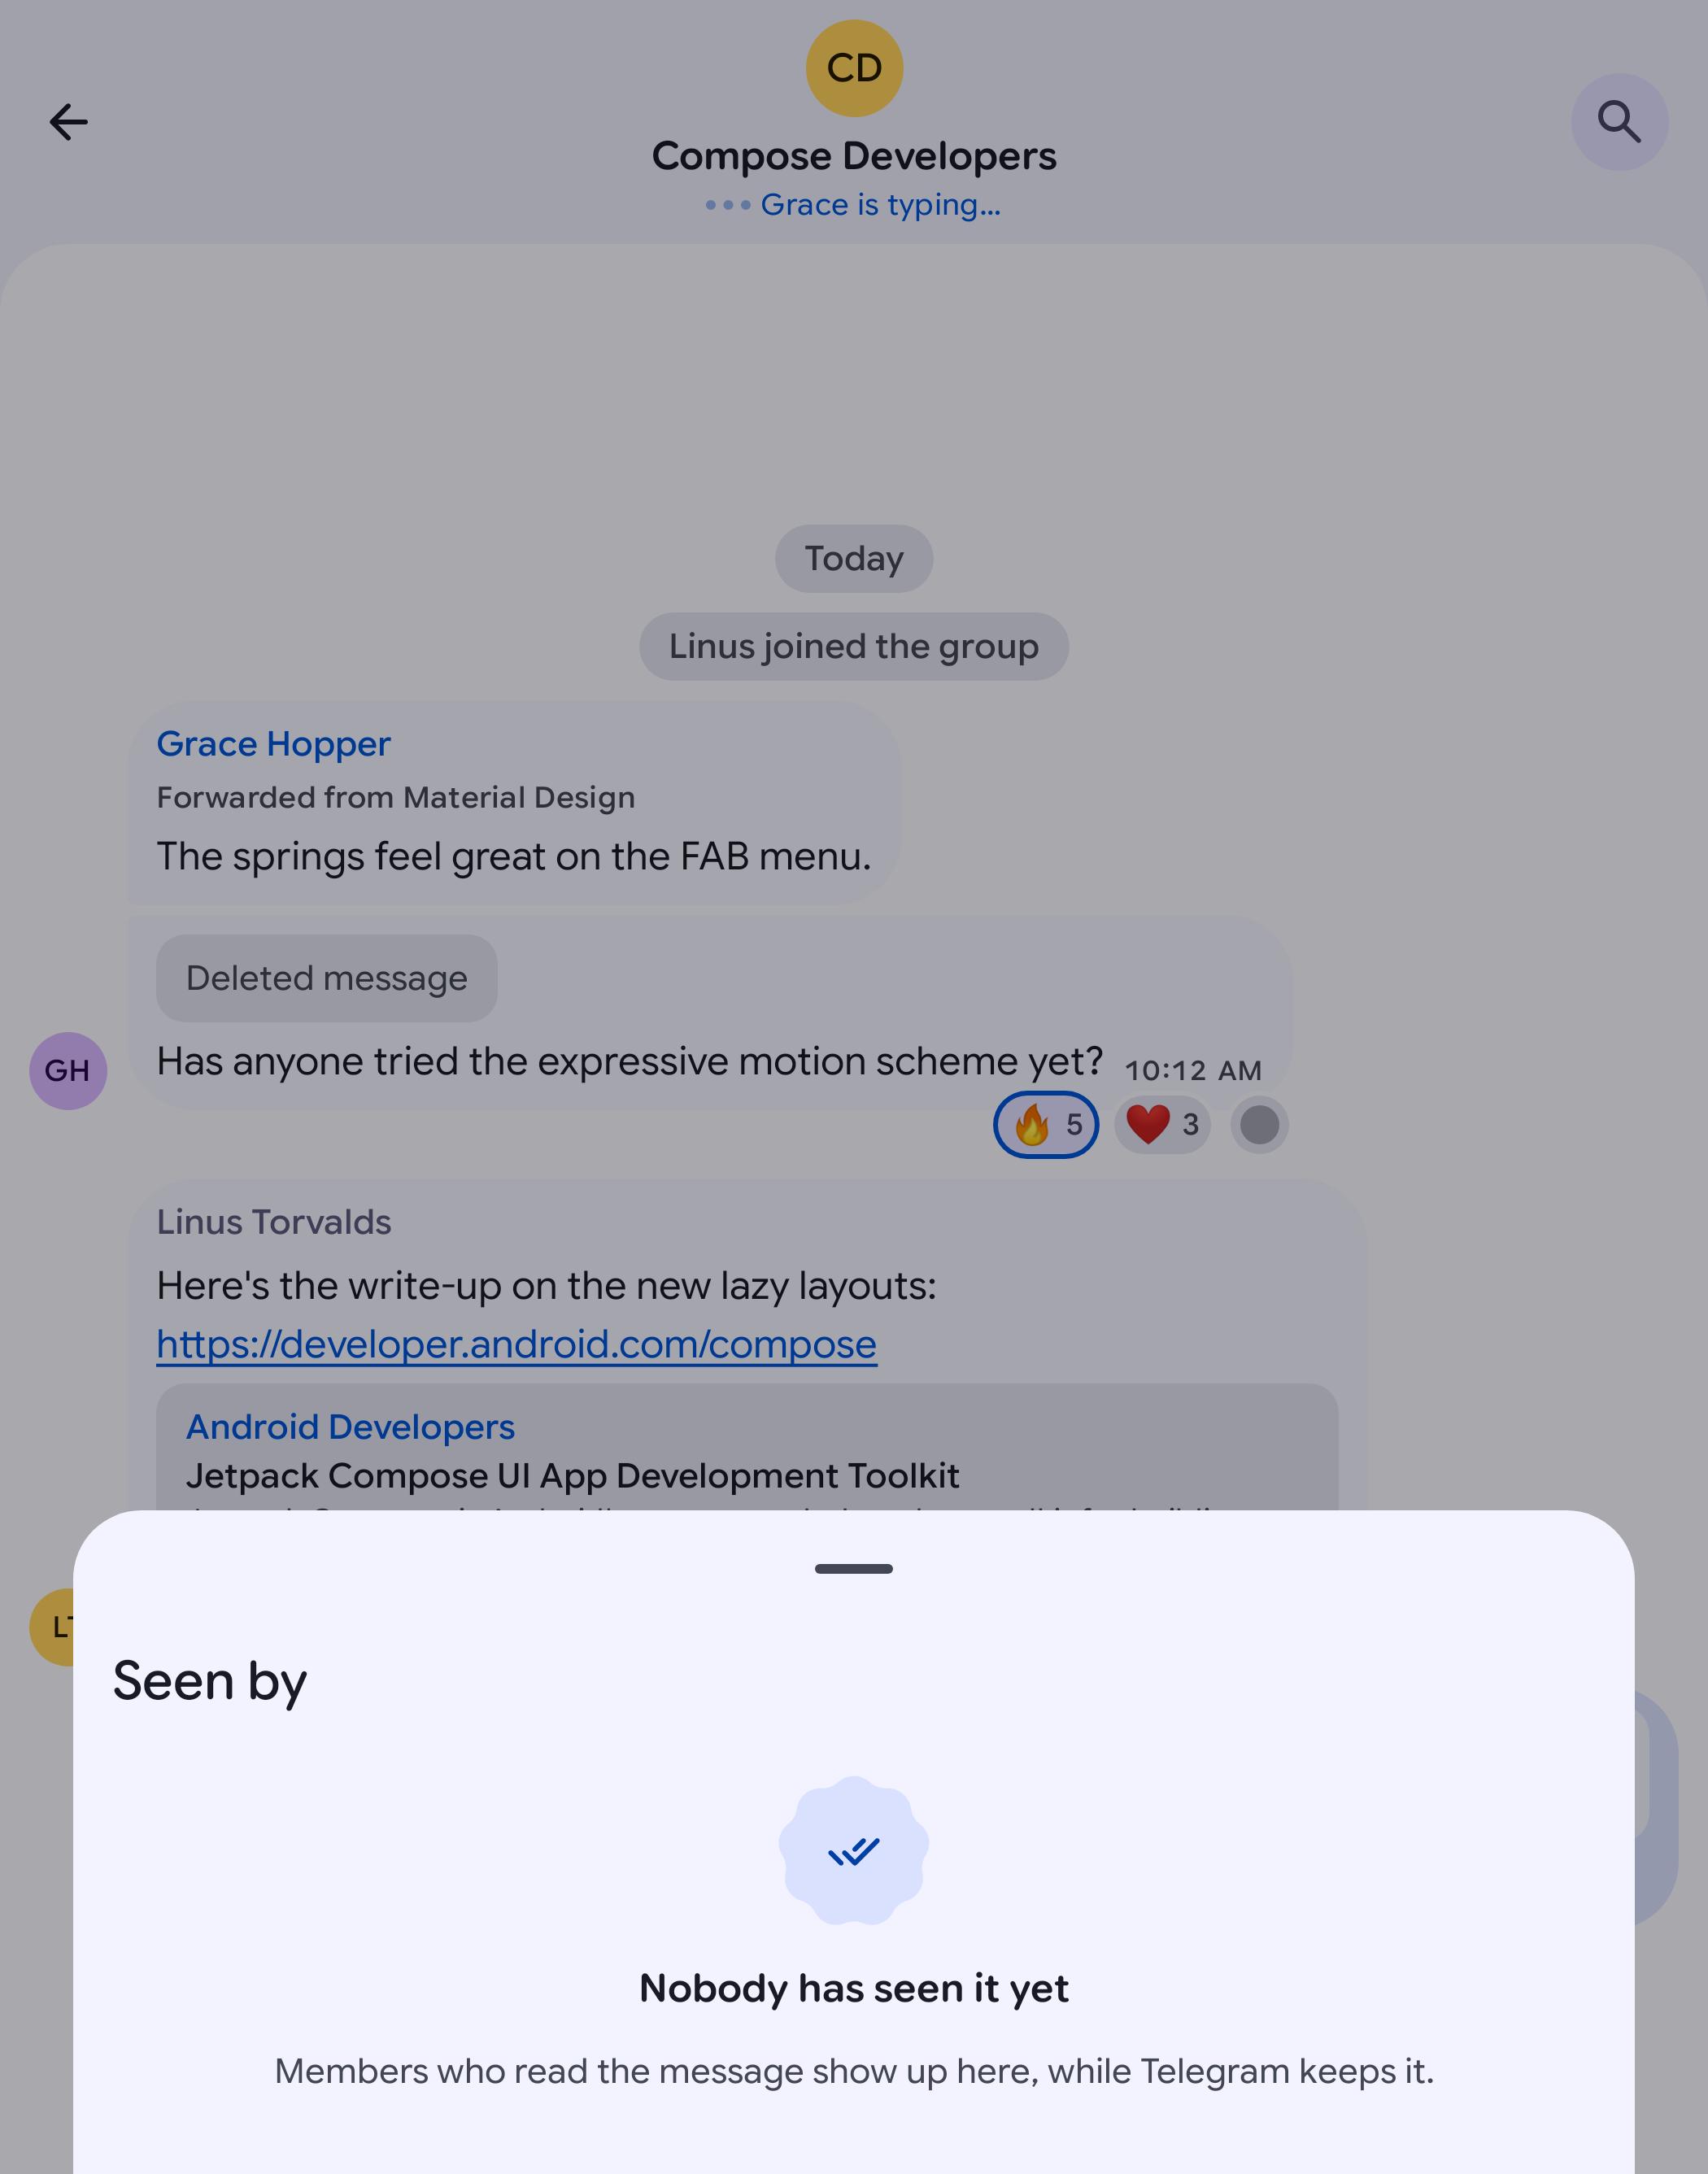 CD
Compose Developers
Grace is typing...
Today
Linus joined the group
Grace Hopper
Forwarded from Material Design
The springs feel great on the FAB menu.
Deleted message
GH
Has anyone tried the expressive motion scheme yet? 10:12 AM
5
3
Linus Torvalds
Here's the write-up on the new lazy layouts:
https://developer.android.com/compose
Android Developers
Jetpack Compose UI App Development Toolkit
Seen by
Nobody has seen it yet
Members who read the message show up here, while Telegram keeps it.